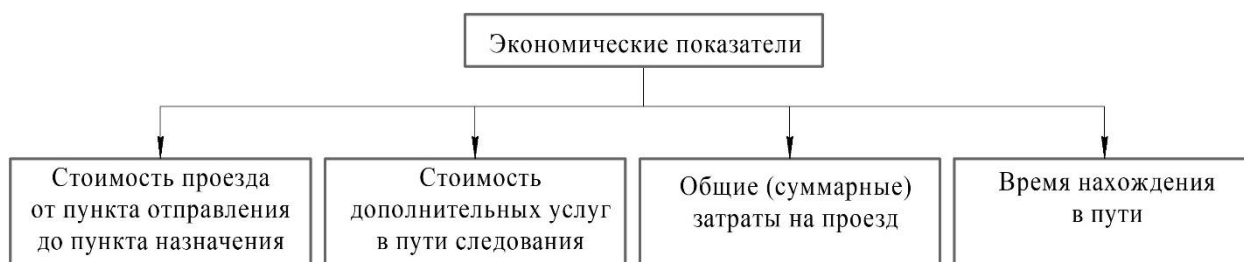 Экономические показатели
Стоимость проезда
от пункта отправления
до пункта назначения
Стоимость
дополнительных услуг
в пути следования
Общие (суммарные)
затраты на проезд
Время нахождения
в пути